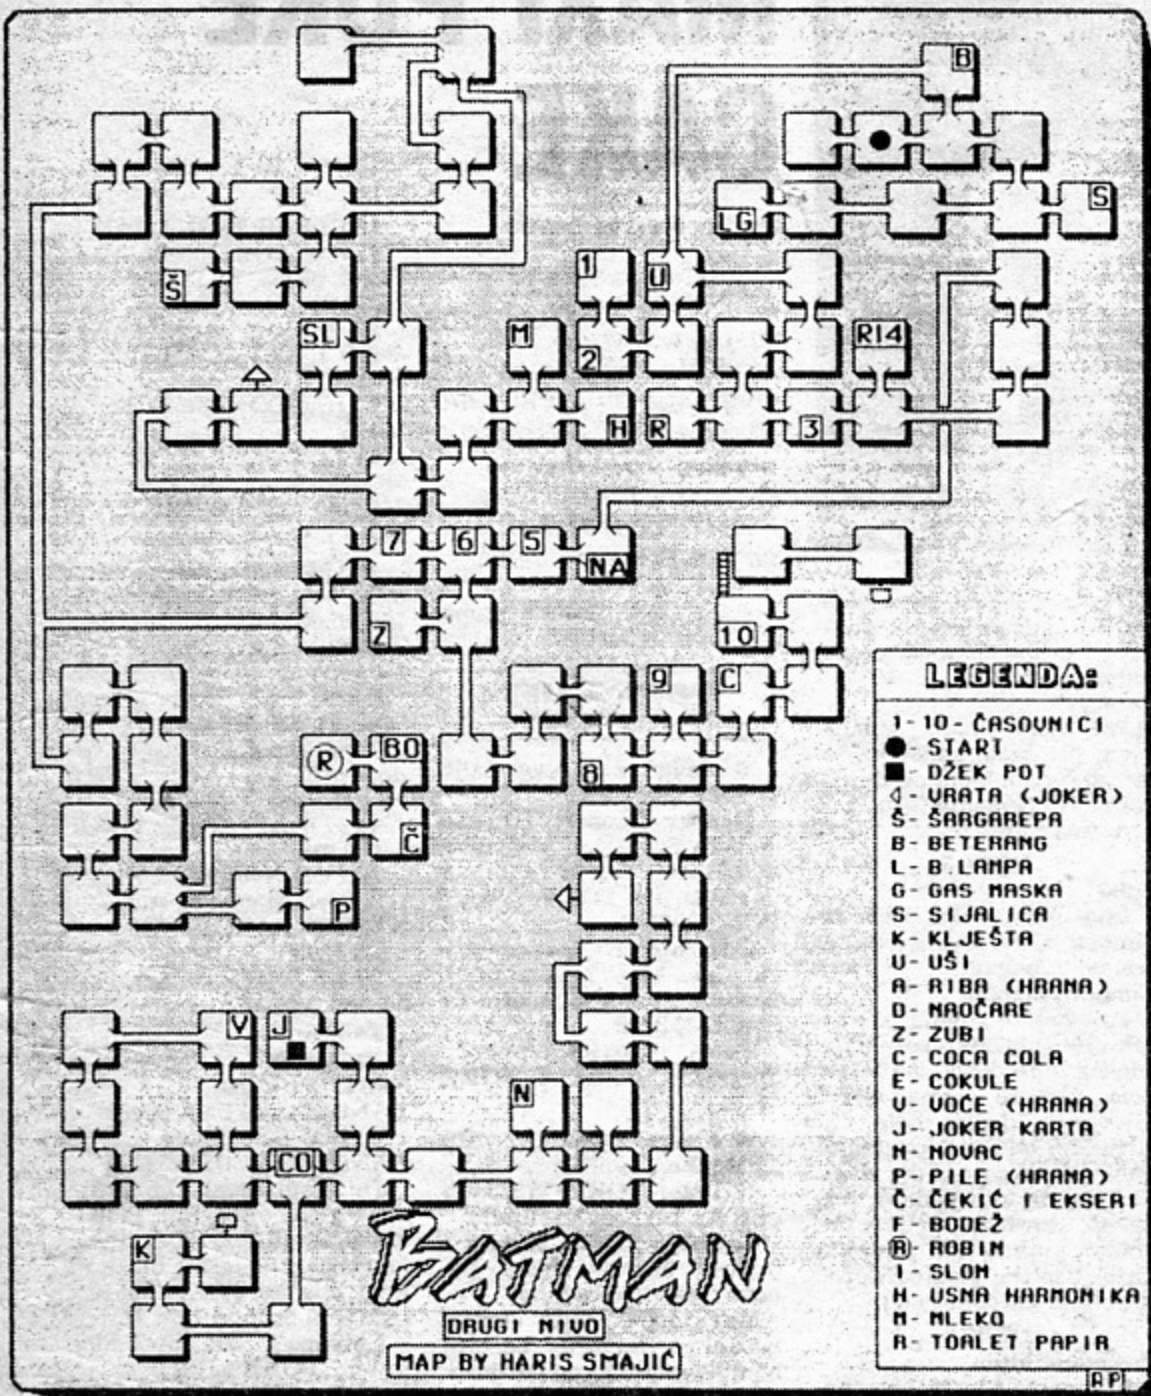 B
S
LG
Š
1
U
SL
M
2
R14
H
R
3
7
6
5
NA
Z
10
9
C
R
BO
8
Č
P
V
J
N
CO
K
BATMAN
DRUGI NIVO
MAP BY HARIS SMAJIĆ
LEGENDA:
1-10- ČASOVNICI
- START
- DŽEK POT
- VRATA (JOKER)
Š- ŠARGAREPA
B- BETERANG
L- B.LAMPA
G- GAS MASKA
S- SIJALICA
K- KLJEŠTA
U- UŠI
A- RIBA (HRANA)
O- NAOČARE
Z- ZUBI
C- COCA COLA
E- COKULE
V- VOĆE (HRANA)
J- JOKER KARTA
N- NOVAC
P- PILE (HRANA)
Č- ČEKIĆ I EKSERI
F- BODEŽ
R- ROBIN
I- SLON
H- USNA HARMONIKA
M- MLEKO
R- TOALET PAPIR
AP